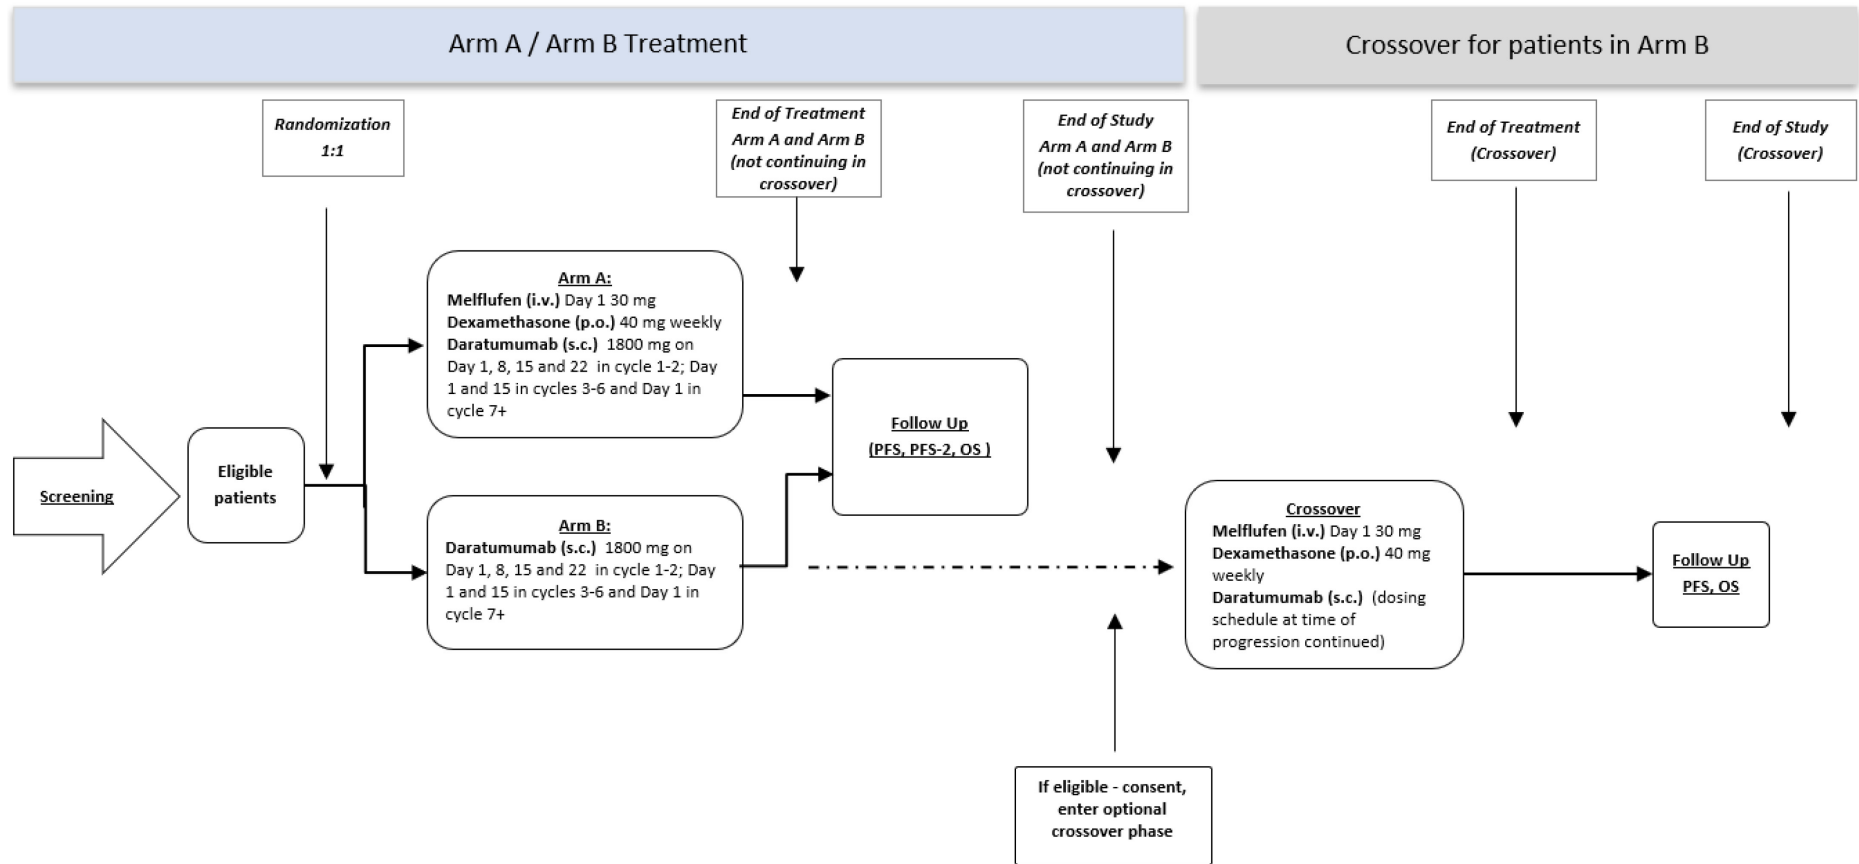 Arm A / Arm B Treatment
Crossover for patients in Arm B
Randomization
1:1
End of Treatment
Arm A and Arm B
(not continuing in
crossover)
End of Study
Arm A and Arm B
(not continuing in
crossover)
End of Treatment
(Crossover)
End of Study
(Crossover)
Screening
Eligible
patients
Arm A:
Melflufen (i.v.) Day 1 30 mg
Dexamethasone (p.o.) 40 mg weekly
Daratumumab (s.c.) 1800 mg on
Day 1, 8, 15 and 22 in cycle 1-2; Day
1 and 15 in cycles 3-6 and Day 1 in
cycle 7+
Arm B:
Daratumumab (s.c.) 1800 mg on
Day 1, 8, 15 and 22 in cycle 1-2; Day
1 and 15 in cycles 3-6 and Day 1 in
cycle 7+
Follow Up
(PFS, PFS-2, OS )
Crossover
Melflufen (i.v.) Day 1 30 mg
Dexamethasone (p.o.) 40 mg
weekly
Daratumumab (s.c.) (dosing
schedule at time of
progression continued)
Follow Up
PFS, OS
If eligible - consent,
enter optional
crossover phase